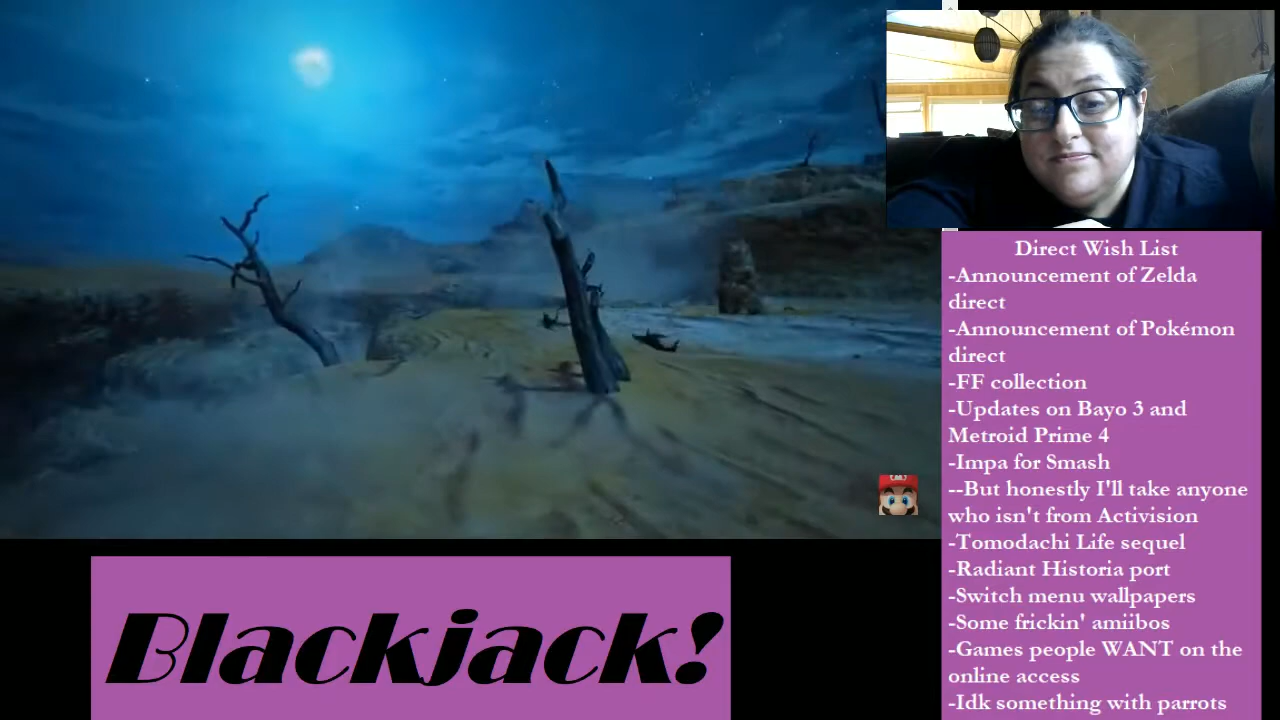 Direct Wish List
-Announcement of Zelda
direct
-Announcement of Pokémon
direct
-FF collection
-Updates on Bayo 3 and
Metroid Prime 4
-Impa for Smash
--But honestly I'll take anyone
who isn't from Activision
-Tomodachi Life sequel
-Radiant Historia port
-Switch menu wallpapers
-Some frickin' amiibos
-Games people WANT on the
online access
-Idk something with parrots
Blackjack!